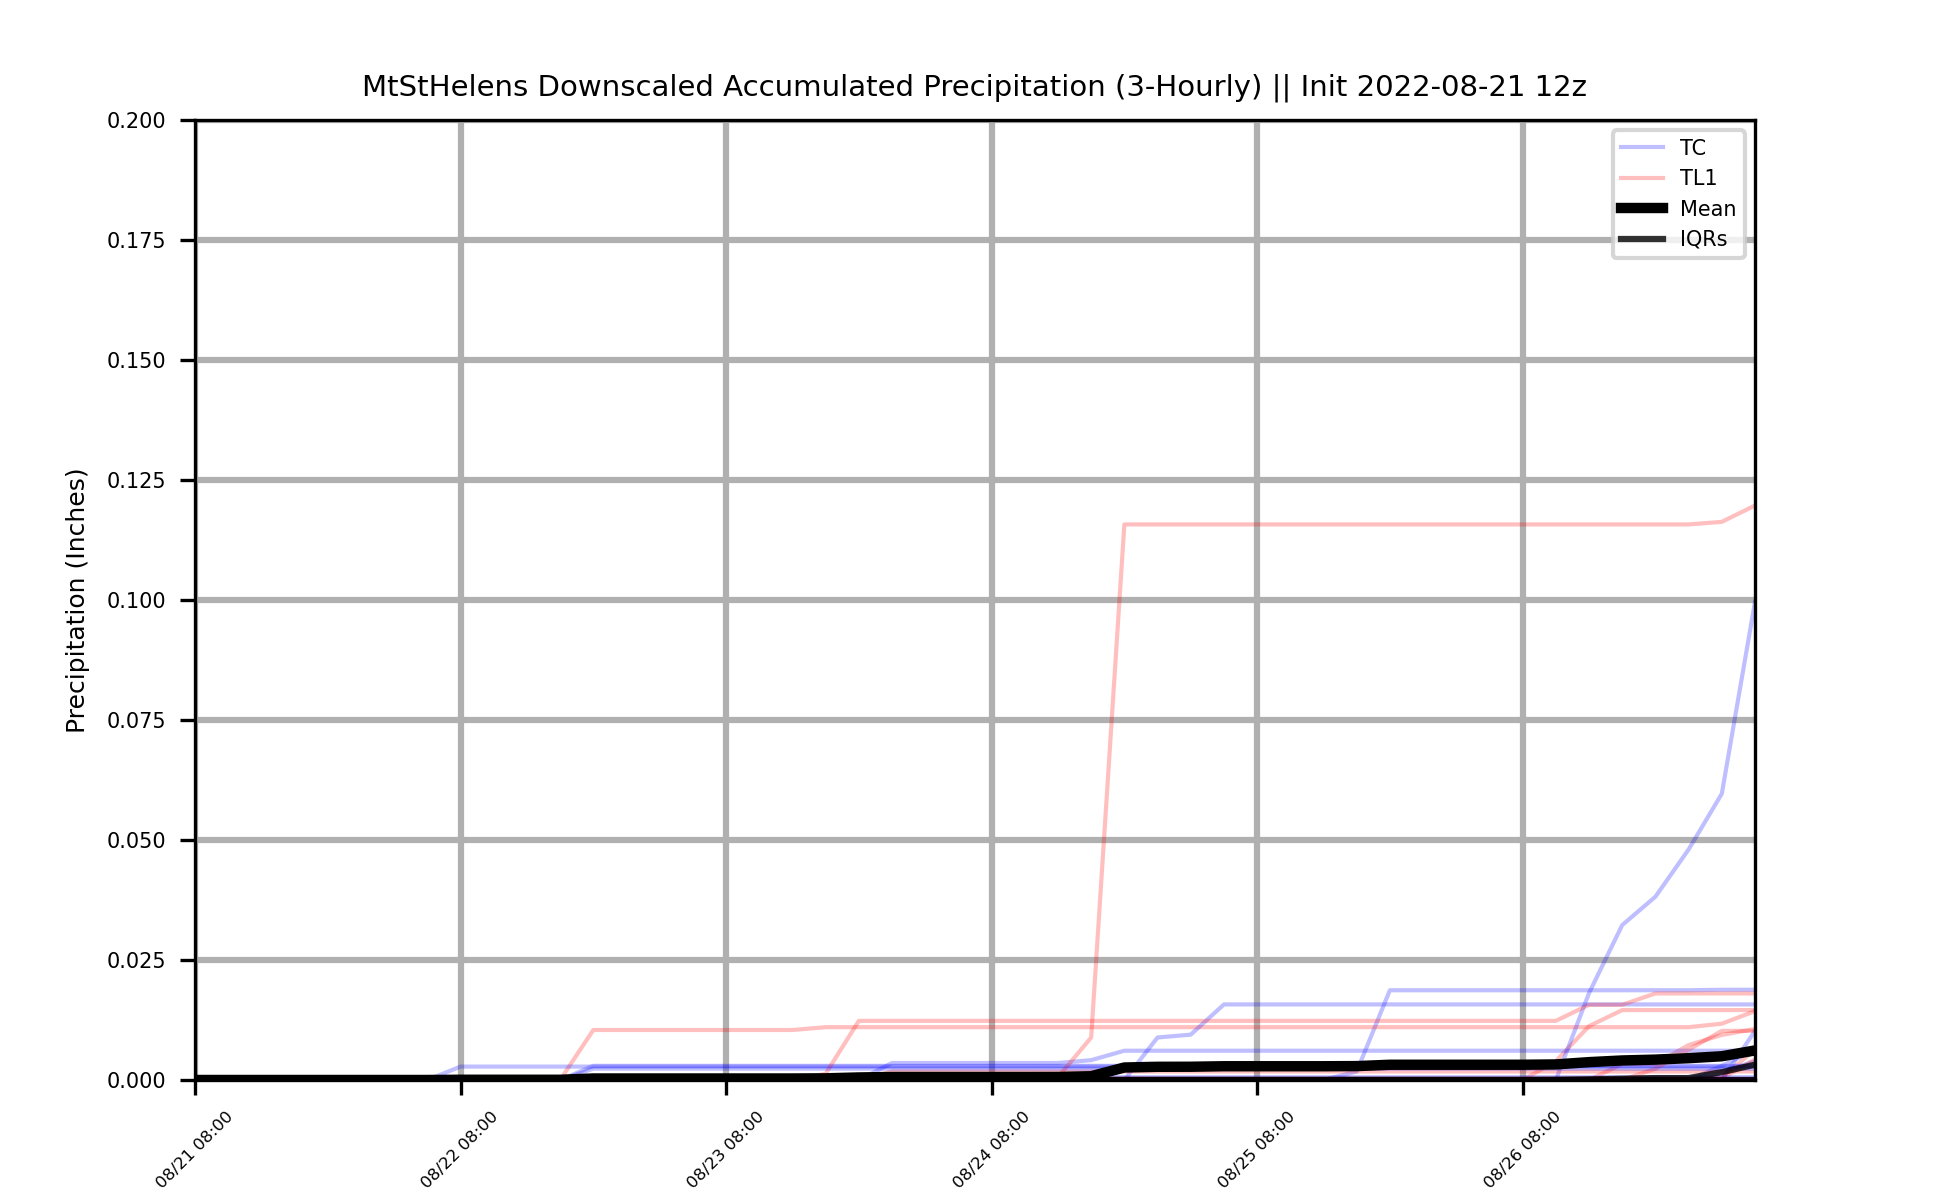 MtStHelens Downscaled Accumulated Precipitation (3-Hourly) || Init 2022-08-21 12z
TC
TL1
Mean
IQRs
Precipitation (Inches)
0.200
0.175
0.150
0.125
0.100
0.075
0.050
0.025
0.000
08/21 08:00
08/22 08:00
08/23 08:00
08/24 08:00
08/25 08:00
08/26 08:00